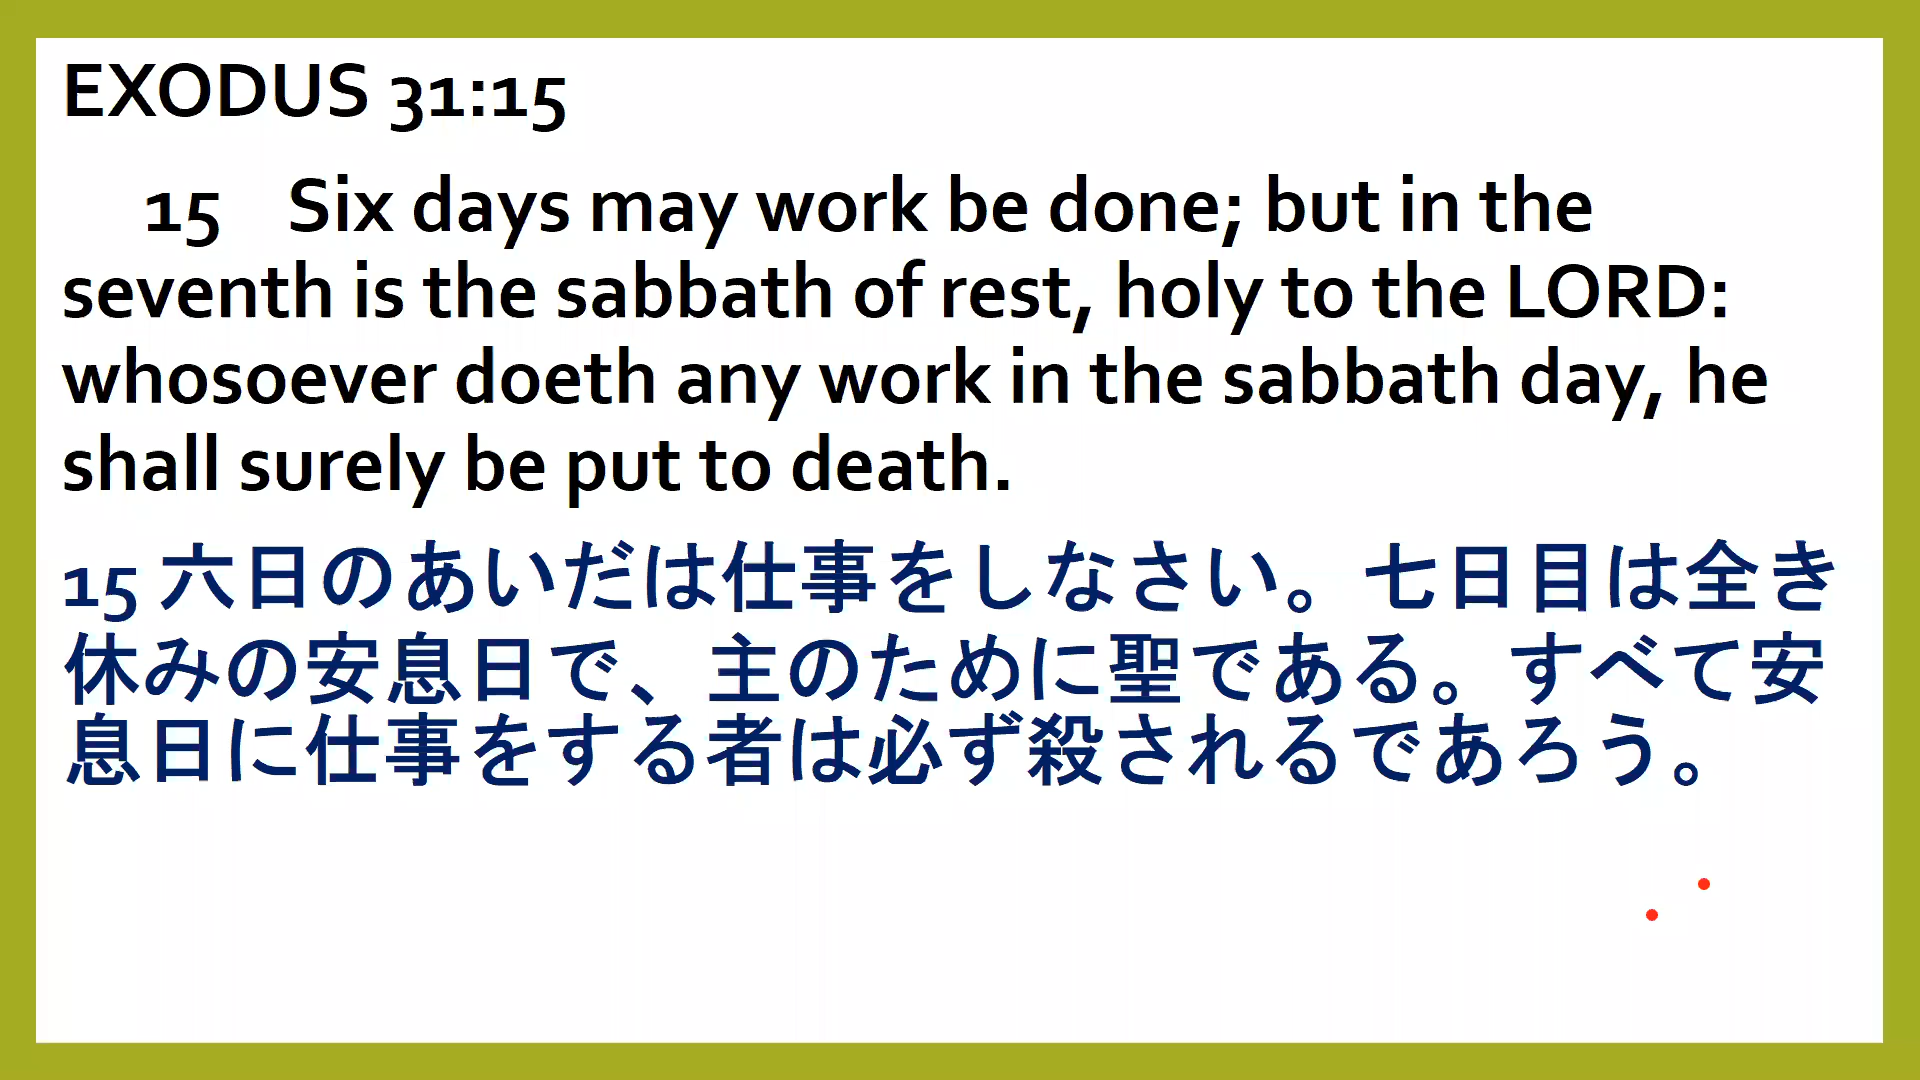 EXODUS 31:15
15 Six days may work be done; but in the
seventh is the sabbath of rest, holy to the LORD:
whosoever doeth any work in the sabbath day, he
shall surely be put to death.
15 六日のあいだは仕事をしなさい。七日目は全き
休みの安息日で、主のために聖である。すべて安
息日に仕事をする者は必ず殺されるであろう。